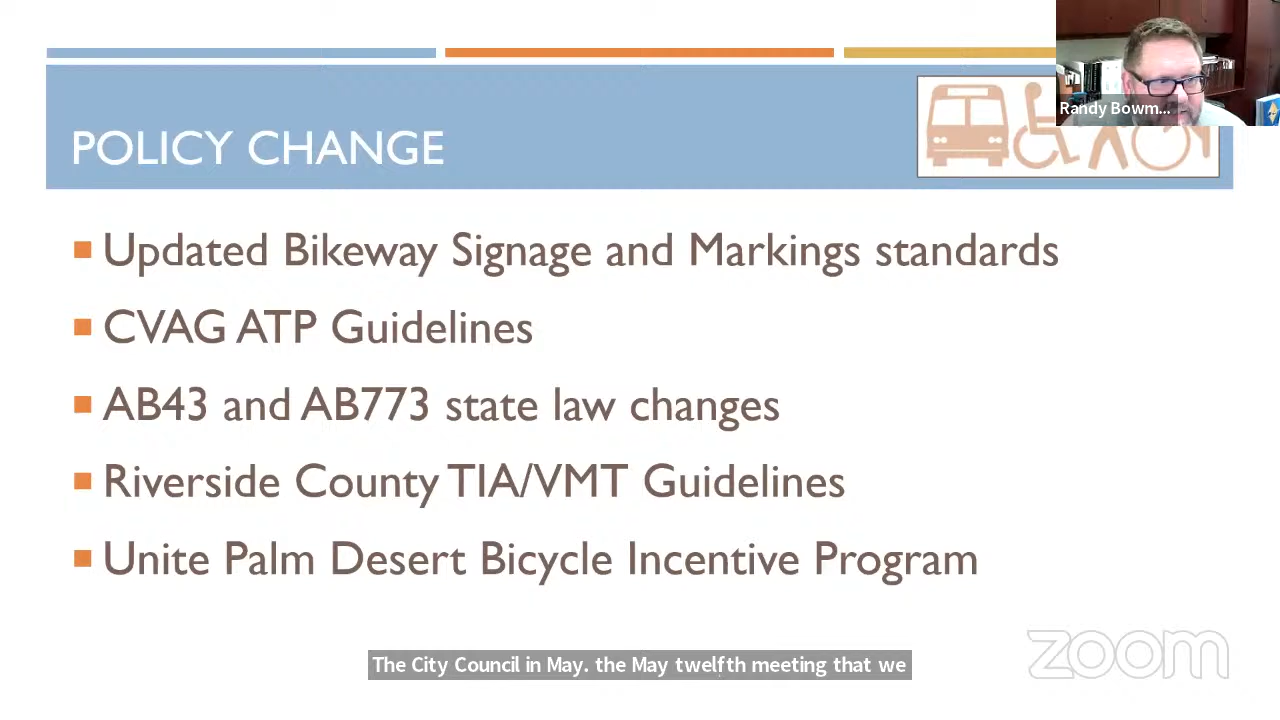 Randy Bowm...
POLICY CHANGE
Updated Bikeway Signage and Markings standards
CVAG ATP Guidelines
AB43 and AB773 state law changes
Riverside County TIA/VMT Guidelines
Unite Palm Desert Bicycle Incentive Program
The City Council in May. the May twelfth meeting that we
zoom